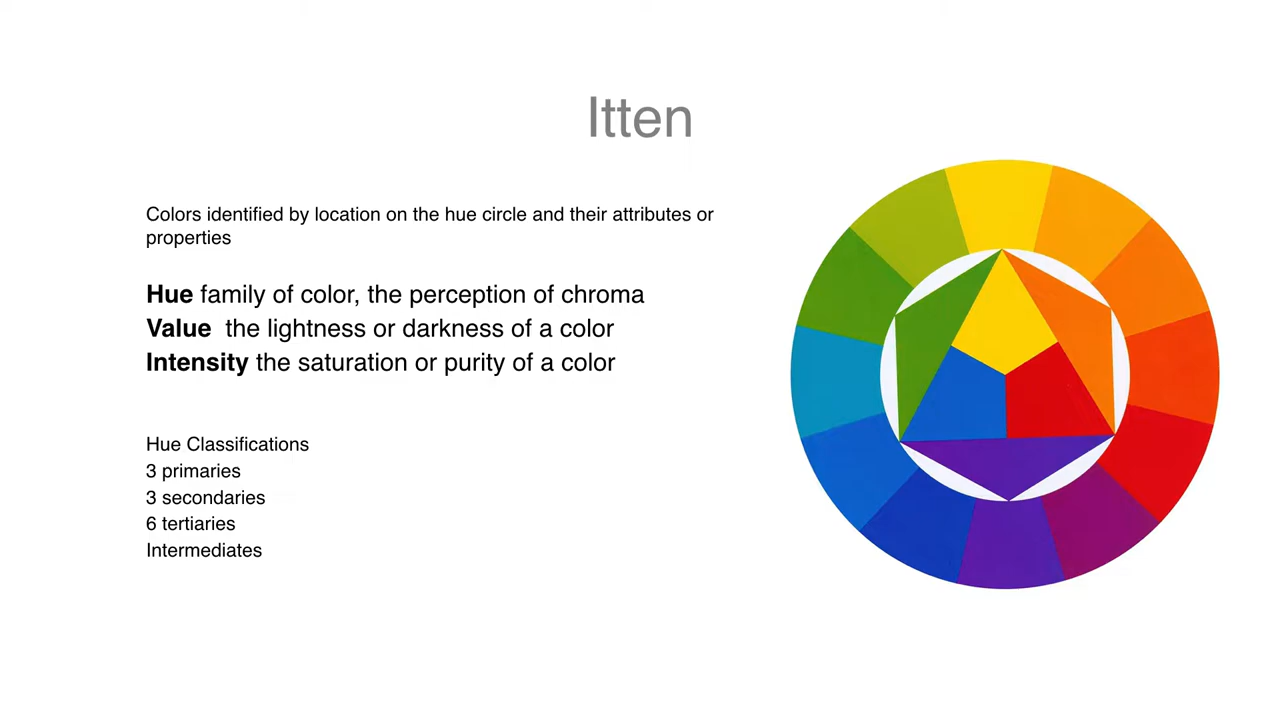 Itten
Colors identified by location on the hue circle and their attributes or
properties
Hue family of color, the perception of chroma
Value  the lightness or darkness of a color
Intensity the saturation or purity of a color
Hue Classifications
3 primaries
3 secondaries
6 tertiaries
Intermediates